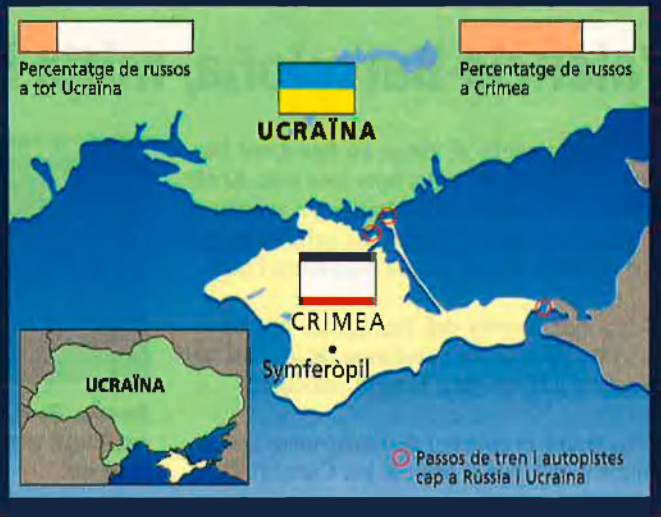 Percentatge de russos
a tot Ucraïna
Percentatge de russos
a Crimea
UCRAÏNA
CRIMEA
Symferòpil
UCRAÏNA
Passos de tren i autopistes
cap a Rússia i Ucraïna